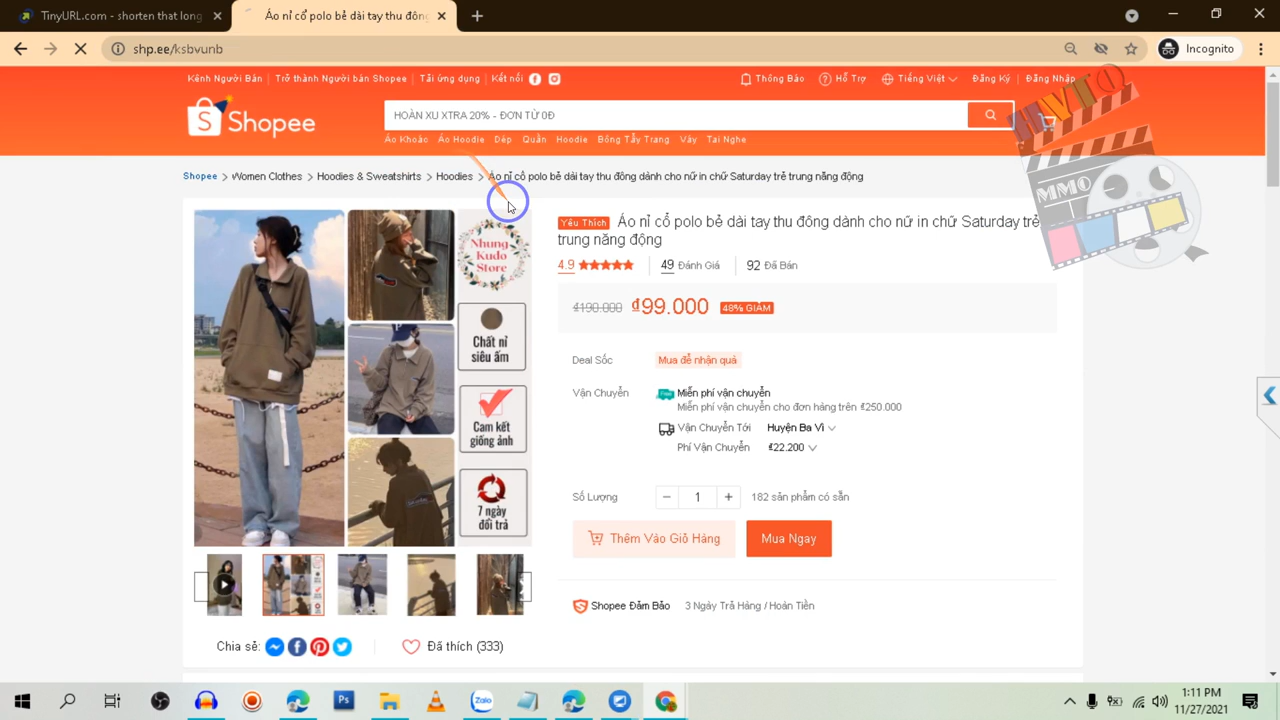 TinyURL.com - shorten that long
Áo nỉ cổ polo bẻ dài tay thu đông
shp.ee/ksbvunb
Incognito
Kênh Người Bán
Trở thành Người bán Shopee
Tải ứng dụng
Kết nối
Thông Báo
Hỗ Trợ
Tiếng Việt
Đăng Ký
Đăng Nhập
Shopee
HOÀN XU XTRA 20% - ĐƠN TỪ 0Đ
Áo Khoác Áo Hoodie Dép Quần Hoodie Bông Tẩy Trang Váy Tai Nghe
MMO
Shopee > Women Clothes > Hoodies & Sweatshirts > Hoodies > Áo nỉ cổ polo bẻ dài tay thu đông dành cho nữ in chữ Saturday trẻ trung năng động
Nhung
Kudo
Store
Chất nỉ
siêu ấm
Cam kết
giống ảnh
7 ngày
đổi trả
Yêu Thích Áo nỉ cổ polo bẻ dài tay thu đông dành cho nữ in chữ Saturday trẻ
trung năng động
4.9
49 Đánh Giá
92 Đã Bán
₫190.000 ₫99.000 48% GIẢM
Deal Sốc
Mua để nhận quà
Vận Chuyển
Miễn phí vận chuyển
Miễn phí vận chuyển cho đơn hàng trên ₫250.000
Vận Chuyển Tới Huyện Ba Vì
Phí Vận Chuyển ₫22.200
Số Lượng
− 1 +
182 sản phẩm có sẵn
Thêm Vào Giỏ Hàng
Mua Ngay
Shopee Đảm Bảo
3 Ngày Trả Hàng / Hoàn Tiền
Chia sẻ:
Đã thích (333)
Zalo
1:11 PM
11/27/2021